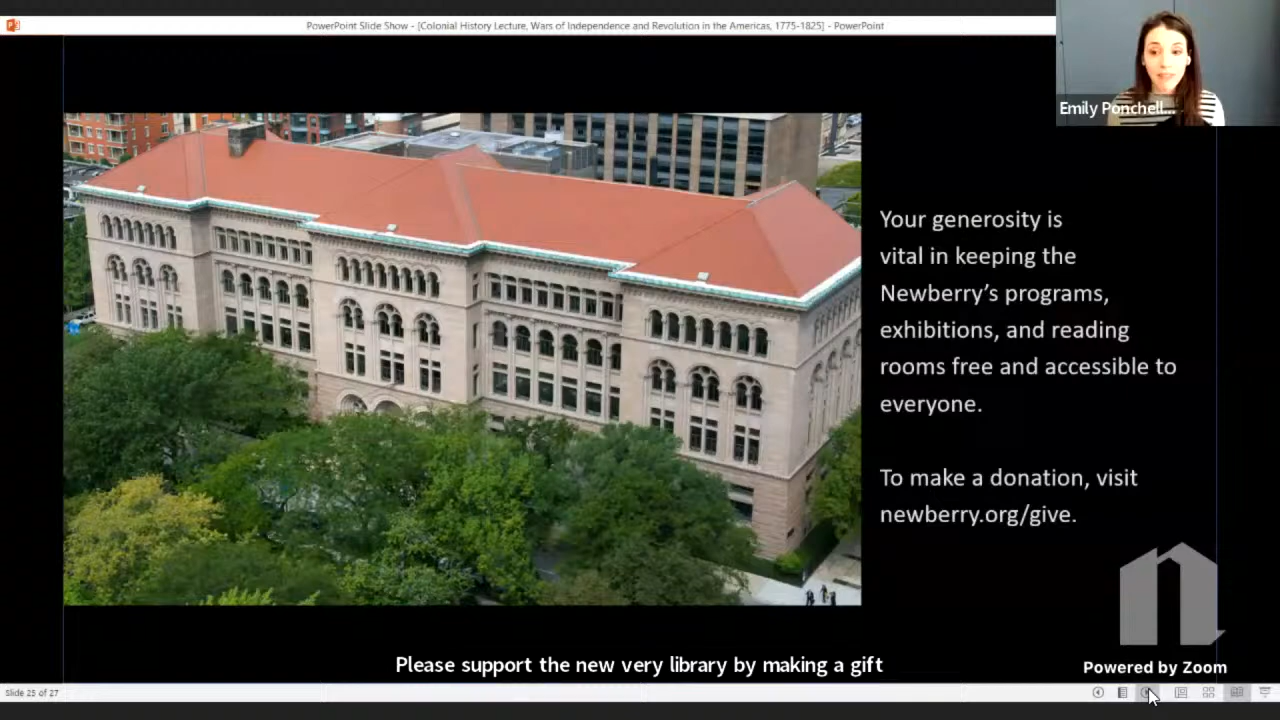 PowerPoint Slide Show - [Colonial History Lecture, Wars of Independence and Revolution in the Americas, 1775-1825] - PowerPoint
Emily Ponchell...
Your generosity is
vital in keeping the
Newberry’s programs,
exhibitions, and reading
rooms free and accessible to
everyone.
To make a donation, visit
newberry.org/give.
Please support the new very library by making a gift
Powered by Zoom
Slide 25 of 27